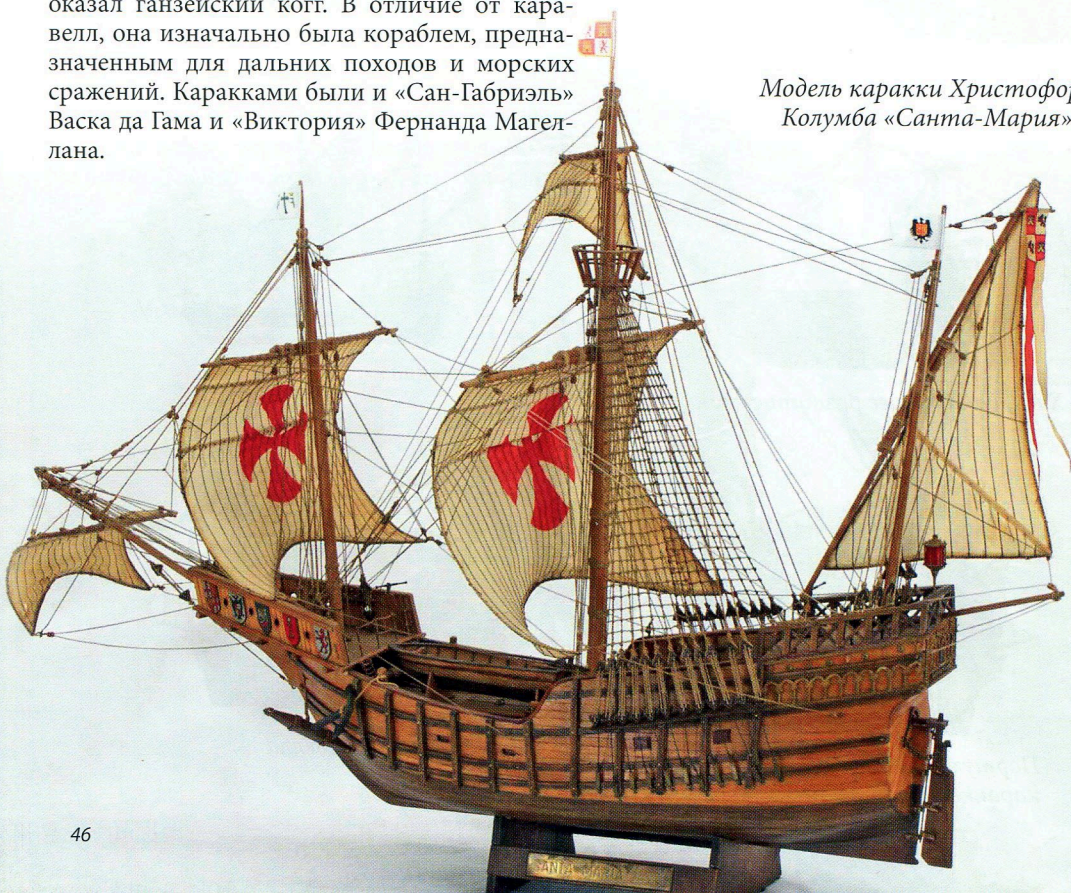 оказал ганзейский когг. В отличие от кара-
велл, она изначально была кораблем, предна-
значенным для дальних походов и морских
сражений. Каракками были и «Сан-Габриэль»
Васка да Гама и «Виктория» Фернанда Магел-
лана.
Модель каракки Христофор
Колумба «Санта-Мария»
46